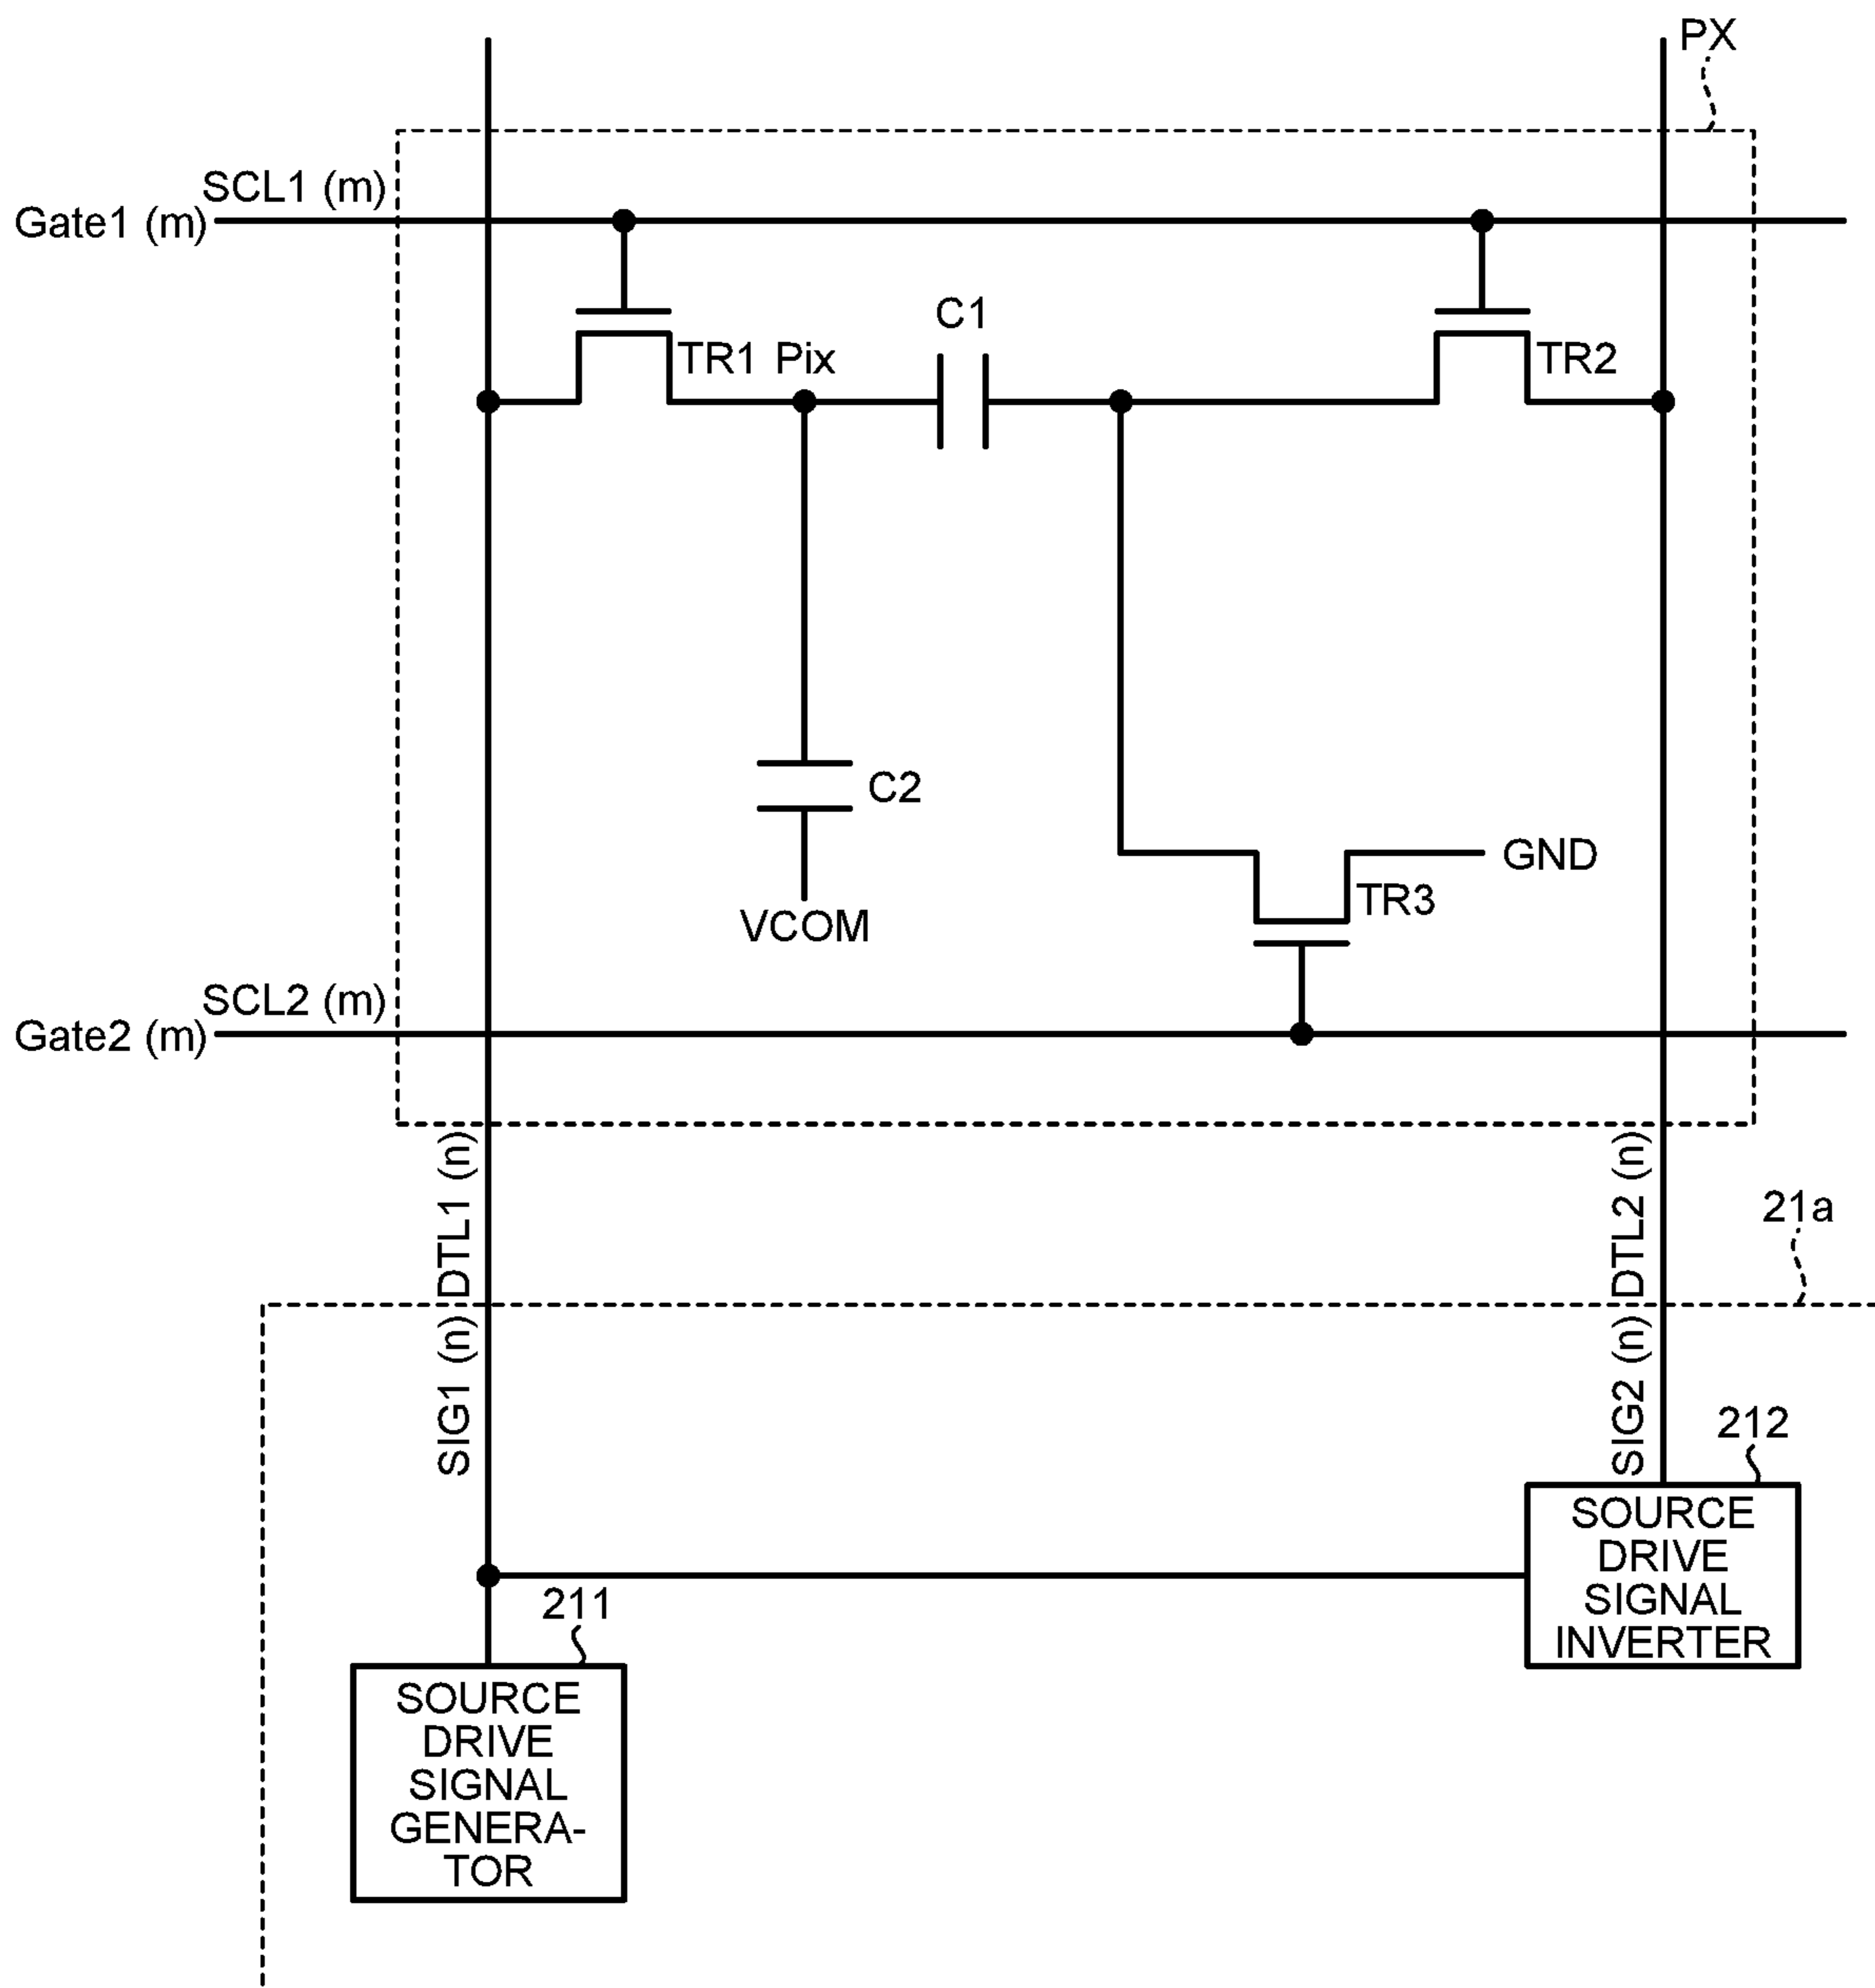 PX
SCL1 (m)
Gate1 (m)
C1
TR1 Pix
TR2
C2
GND
TR3
VCOM
SCL2 (m)
Gate2 (m)
DTL1 (n)
DTL2 (n)
21a
SIG1 (n)
SIG2 (n)
212
SOURCE
DRIVE
SIGNAL
INVERTER
211
SOURCE
DRIVE
SIGNAL
GENERA-
TOR